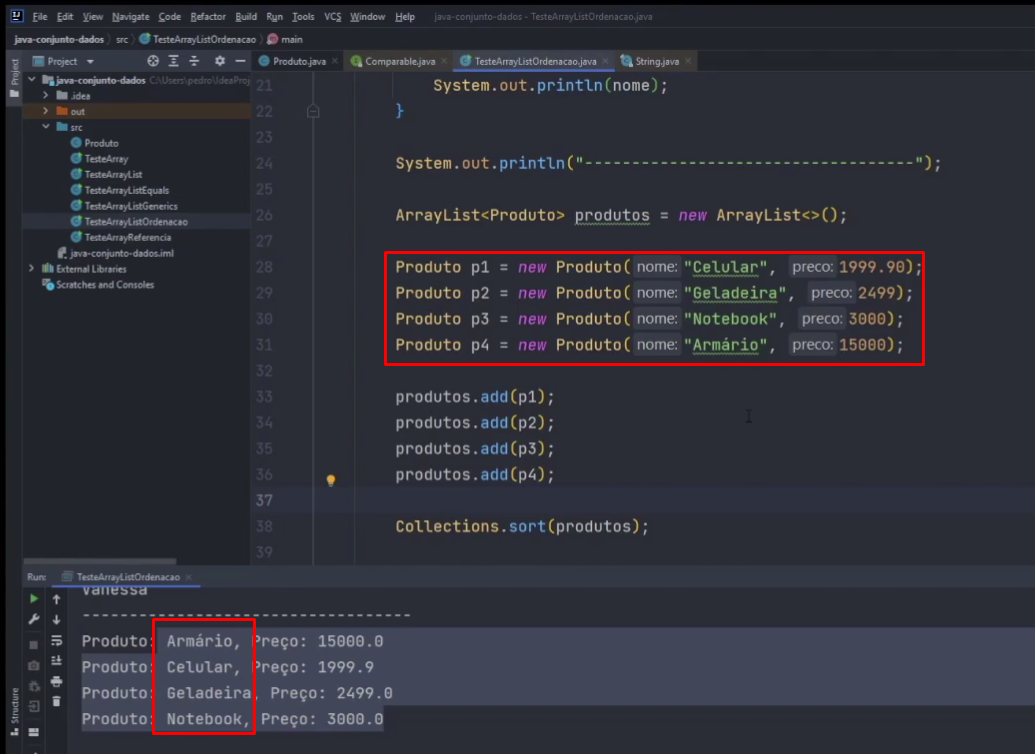 File Edit View Navigate Code Refactor Build Run Tools VCS Window Help java-conjunto-dados - TesteArrayListOrdenacao.java
java-conjunto-dados src TesteArrayListOrdenacao main
Project
Project
Produto.java
Comparable.java
TesteArrayListOrdenacao.java
String.java
java-conjunto-dados C:\Users\pedro\IdeaProj
.idea
out
src
Produto
TesteArray
TesteArrayList
TesteArrayListEquals
TesteArrayListGenerics
TesteArrayListOrdenacao
TesteArrayReferencia
java-conjunto-dados.iml
External Libraries
Scratches and Consoles
21 System.out.println(nome);
22 }
23
24 System.out.println("-----------------------------------");
25
26 ArrayList<Produto> produtos = new ArrayList<>();
27
28 Produto p1 = new Produto( nome: "Celular", preco: 1999.90);
29 Produto p2 = new Produto( nome: "Geladeira", preco: 2499);
30 Produto p3 = new Produto( nome: "Notebook", preco: 3000);
31 Produto p4 = new Produto( nome: "Armário", preco: 15000);
32
33 produtos.add(p1);
34 produtos.add(p2);
35 produtos.add(p3);
36 produtos.add(p4);
37
38 Collections.sort(produtos);
39
Run: TesteArrayListOrdenacao
Vanessa
-----------------------------------
Produto: Armário, Preço: 15000.0
Produto: Celular, Preço: 1999.9
Produto: Geladeira, Preço: 2499.0
Produto: Notebook, Preço: 3000.0
Structure